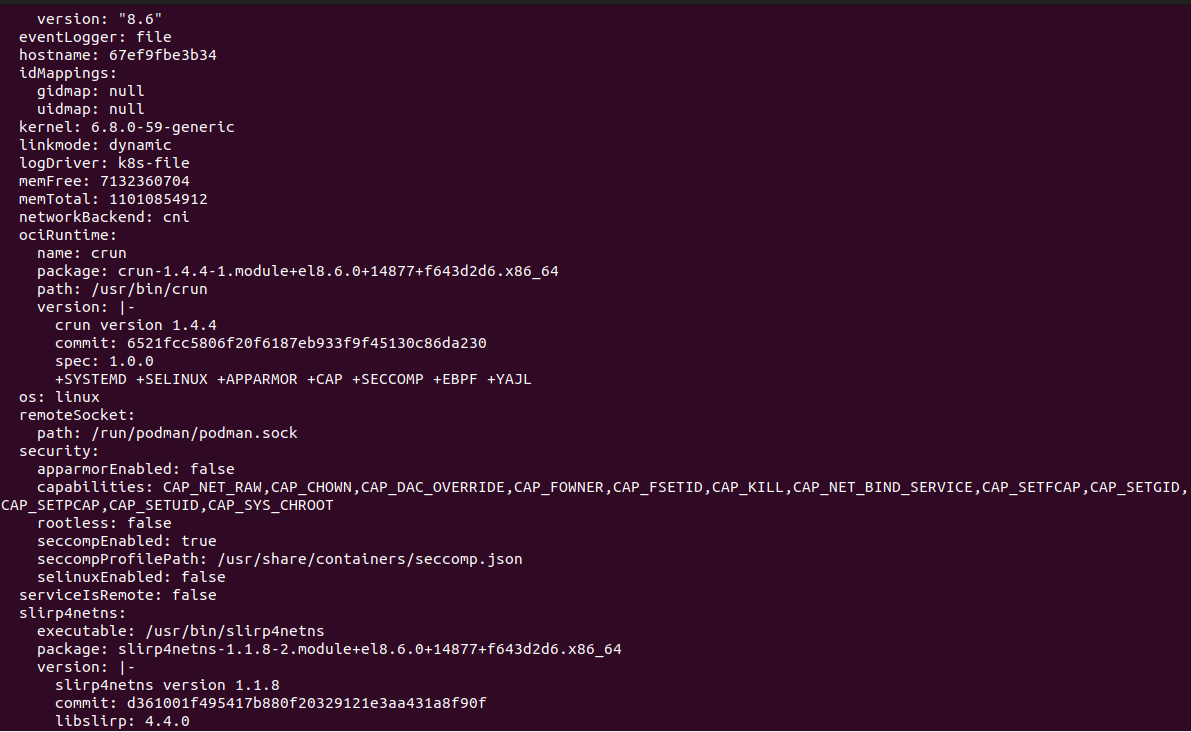 version: "8.6"
  eventLogger: file
  hostname: 67ef9fbe3b34
  idMappings:
    gidmap: null
    uidmap: null
  kernel: 6.8.0-59-generic
  linkmode: dynamic
  logDriver: k8s-file
  memFree: 7132360704
  memTotal: 11010854912
  networkBackend: cni
  ociRuntime:
    name: crun
    package: crun-1.4.4-1.module+el8.6.0+14877+f643d2d6.x86_64
    path: /usr/bin/crun
    version: |-
      crun version 1.4.4
      commit: 6521fcc5806f20f6187eb933f9f45130c86da230
      spec: 1.0.0
      +SYSTEMD +SELINUX +APPARMOR +CAP +SECCOMP +EBPF +YAJL
  os: linux
  remoteSocket:
    path: /run/podman/podman.sock
  security:
    apparmorEnabled: false
    capabilities: CAP_NET_RAW,CAP_CHOWN,CAP_DAC_OVERRIDE,CAP_FOWNER,CAP_FSETID,CAP_KILL,CAP_NET_BIND_SERVICE,CAP_SETFCAP,CAP_SETGID,
CAP_SETPCAP,CAP_SETUID,CAP_SYS_CHROOT
    rootless: false
    seccompEnabled: true
    seccompProfilePath: /usr/share/containers/seccomp.json
    selinuxEnabled: false
  serviceIsRemote: false
  slirp4netns:
    executable: /usr/bin/slirp4netns
    package: slirp4netns-1.1.8-2.module+el8.6.0+14877+f643d2d6.x86_64
    version: |-
      slirp4netns version 1.1.8
      commit: d361001f495417b880f20329121e3aa431a8f90f
      libslirp: 4.4.0